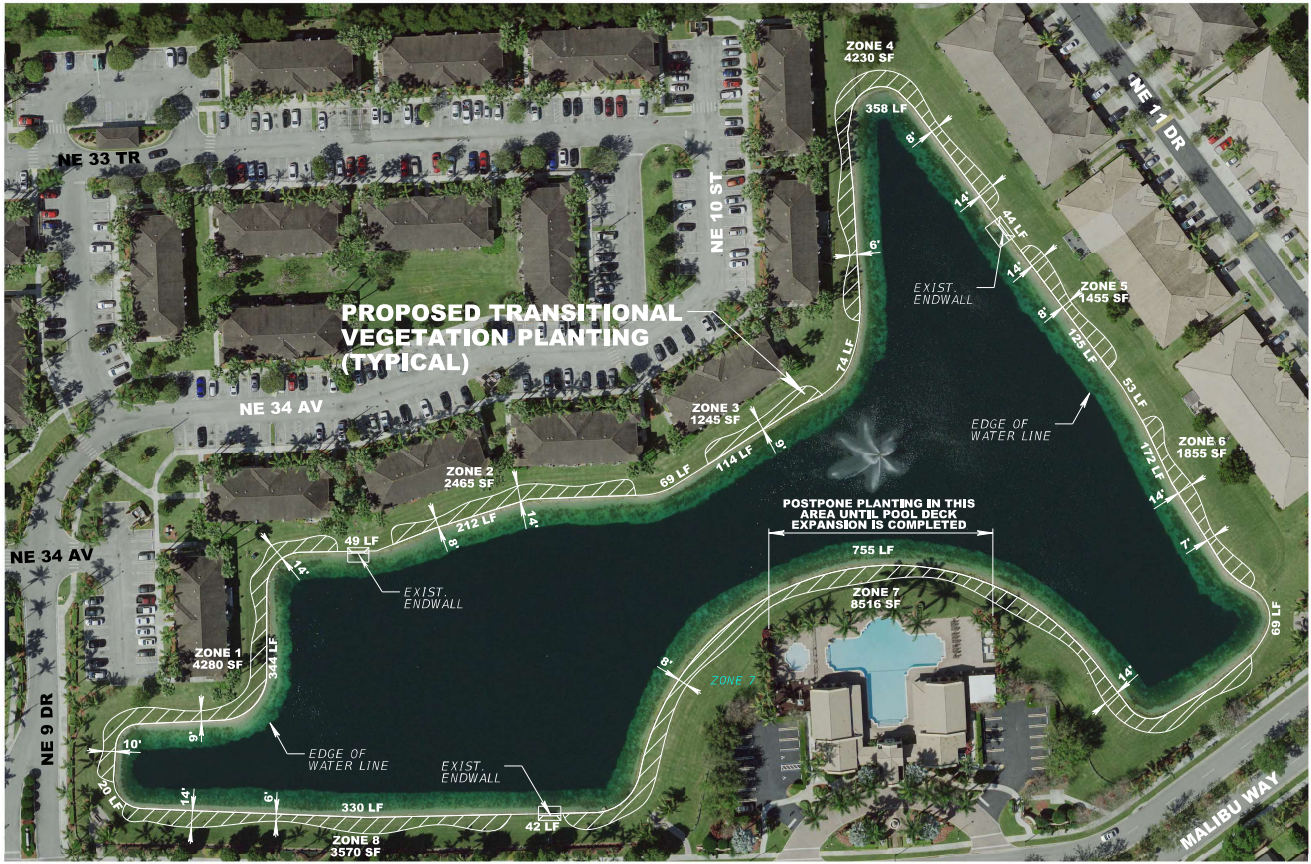 ZONE 4
4230 SF
358 LF
8'
NE 11 DR
NE 33 TR
NE 10 ST
14'
44 LF
6'
14'
EXIST.
ENDWALL
ZONE 5
1455 SF
8'
125 LF
PROPOSED TRANSITIONAL
VEGETATION PLANTING
(TYPICAL)
74 LF
53 LF
NE 34 AV
ZONE 3
1245 SF
9'
114 LF
69 LF
EDGE OF
WATER LINE
ZONE 6
1855 SF
172 LF
14'
7'
ZONE 2
2465 SF
212 LF
14'
8'
49 LF
EXIST.
ENDWALL
14'
NE 34 AV
POSTPONE PLANTING IN THIS
AREA UNTIL POOL DECK
EXPANSION IS COMPLETED
755 LF
ZONE 7
8516 SF
69 LF
ZONE 1
4280 SF
344 LF
8'
ZONE 7
14'
NE 9 DR
9'
10'
EDGE OF
WATER LINE
EXIST.
ENDWALL
20 LF
14'
6'
330 LF
42 LF
ZONE 8
3570 SF
MALIBU WAY